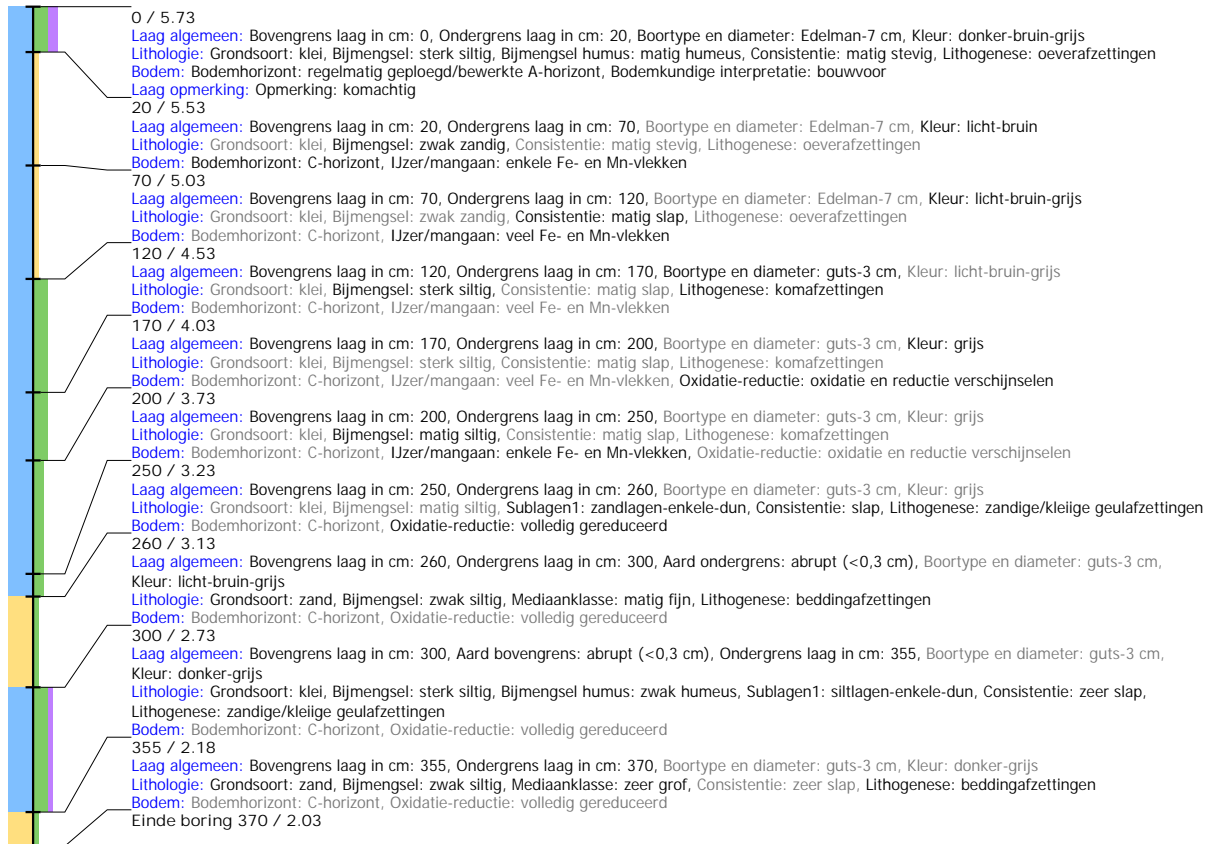 0 / 5.73
Laag algemeen: Bovengrens laag in cm: 0, Ondergrens laag in cm: 20, Boortype en diameter: Edelman-7 cm, Kleur: donker-bruin-grijs
Lithologie: Grondsoort: klei, Bijmengsel: sterk siltig, Bijmengsel humus: matig humeus, Consistentie: matig stevig, Lithogenese: oeverafzettingen
Bodem: Bodemhorizont: regelmatig geploegd/bewerkte A-horizont, Bodemkundige interpretatie: bouwvoor
Laag opmerking: Opmerking: komachtig
20 / 5.53
Laag algemeen: Bovengrens laag in cm: 20, Ondergrens laag in cm: 70, Boortype en diameter: Edelman-7 cm, Kleur: licht-bruin
Lithologie: Grondsoort: klei, Bijmengsel: zwak zandig, Consistentie: matig stevig, Lithogenese: oeverafzettingen
Bodem: Bodemhorizont: C-horizont, IJzer/mangaan: enkele Fe- en Mn-vlekken
70 / 5.03
Laag algemeen: Bovengrens laag in cm: 70, Ondergrens laag in cm: 120, Boortype en diameter: Edelman-7 cm, Kleur: licht-bruin-grijs
Lithologie: Grondsoort: klei, Bijmengsel: zwak zandig, Consistentie: matig slap, Lithogenese: oeverafzettingen
Bodem: Bodemhorizont: C-horizont, IJzer/mangaan: veel Fe- en Mn-vlekken
120 / 4.53
Laag algemeen: Bovengrens laag in cm: 120, Ondergrens laag in cm: 170, Boortype en diameter: guts-3 cm, Kleur: licht-bruin-grijs
Lithologie: Grondsoort: klei, Bijmengsel: sterk siltig, Consistentie: matig slap, Lithogenese: komafzettingen
Bodem: Bodemhorizont: C-horizont, IJzer/mangaan: veel Fe- en Mn-vlekken
170 / 4.03
Laag algemeen: Bovengrens laag in cm: 170, Ondergrens laag in cm: 200, Boortype en diameter: guts-3 cm, Kleur: grijs
Lithologie: Grondsoort: klei, Bijmengsel: sterk siltig, Consistentie: matig slap, Lithogenese: komafzettingen
Bodem: Bodemhorizont: C-horizont, IJzer/mangaan: veel Fe- en Mn-vlekken, Oxidatie-reductie: oxidatie en reductie verschijnselen
200 / 3.73
Laag algemeen: Bovengrens laag in cm: 200, Ondergrens laag in cm: 250, Boortype en diameter: guts-3 cm, Kleur: grijs
Lithologie: Grondsoort: klei, Bijmengsel: matig siltig, Consistentie: matig slap, Lithogenese: komafzettingen
Bodem: Bodemhorizont: C-horizont, IJzer/mangaan: enkele Fe- en Mn-vlekken, Oxidatie-reductie: oxidatie en reductie verschijnselen
250 / 3.23
Laag algemeen: Bovengrens laag in cm: 250, Ondergrens laag in cm: 260, Boortype en diameter: guts-3 cm, Kleur: grijs
Lithologie: Grondsoort: klei, Bijmengsel: matig siltig, Sublagen1: zandlagen-enkele-dun, Consistentie: slap, Lithogenese: zandige/kleiige geulafzettingen
Bodem: Bodemhorizont: C-horizont, Oxidatie-reductie: volledig gereduceerd
260 / 3.13
Laag algemeen: Bovengrens laag in cm: 260, Ondergrens laag in cm: 300, Aard ondergrens: abrupt (<0,3 cm), Boortype en diameter: guts-3 cm,
Kleur: licht-bruin-grijs
Lithologie: Grondsoort: zand, Bijmengsel: zwak siltig, Mediaanklasse: matig fijn, Lithogenese: beddingafzettingen
Bodem: Bodemhorizont: C-horizont, Oxidatie-reductie: volledig gereduceerd
300 / 2.73
Laag algemeen: Bovengrens laag in cm: 300, Aard bovengrens: abrupt (<0,3 cm), Ondergrens laag in cm: 355, Boortype en diameter: guts-3 cm,
Kleur: donker-grijs
Lithologie: Grondsoort: klei, Bijmengsel: sterk siltig, Bijmengsel humus: zwak humeus, Sublagen1: siltlagen-enkele-dun, Consistentie: zeer slap,
Lithogenese: zandige/kleiige geulafzettingen
Bodem: Bodemhorizont: C-horizont, Oxidatie-reductie: volledig gereduceerd
355 / 2.18
Laag algemeen: Bovengrens laag in cm: 355, Ondergrens laag in cm: 370, Boortype en diameter: guts-3 cm, Kleur: donker-grijs
Lithologie: Grondsoort: zand, Bijmengsel: zwak siltig, Mediaanklasse: zeer grof, Consistentie: zeer slap, Lithogenese: beddingafzettingen
Bodem: Bodemhorizont: C-horizont, Oxidatie-reductie: volledig gereduceerd
Einde boring 370 / 2.03